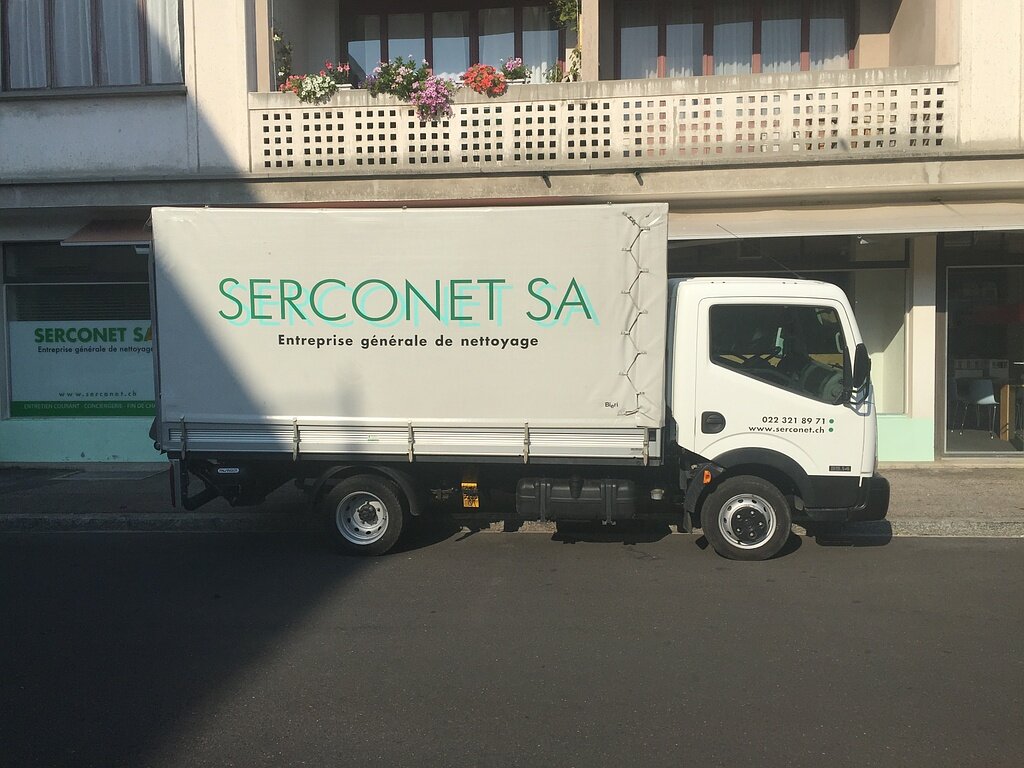 SERCONET SA
Entreprise générale de nettoyage
SERCONET SA
Entreprise générale de nettoyage
www.serconet.ch
ENTRETIEN COURANT - CONCIERGERIE - FIN DE CHA
022 321 89 71
www.serconet.ch